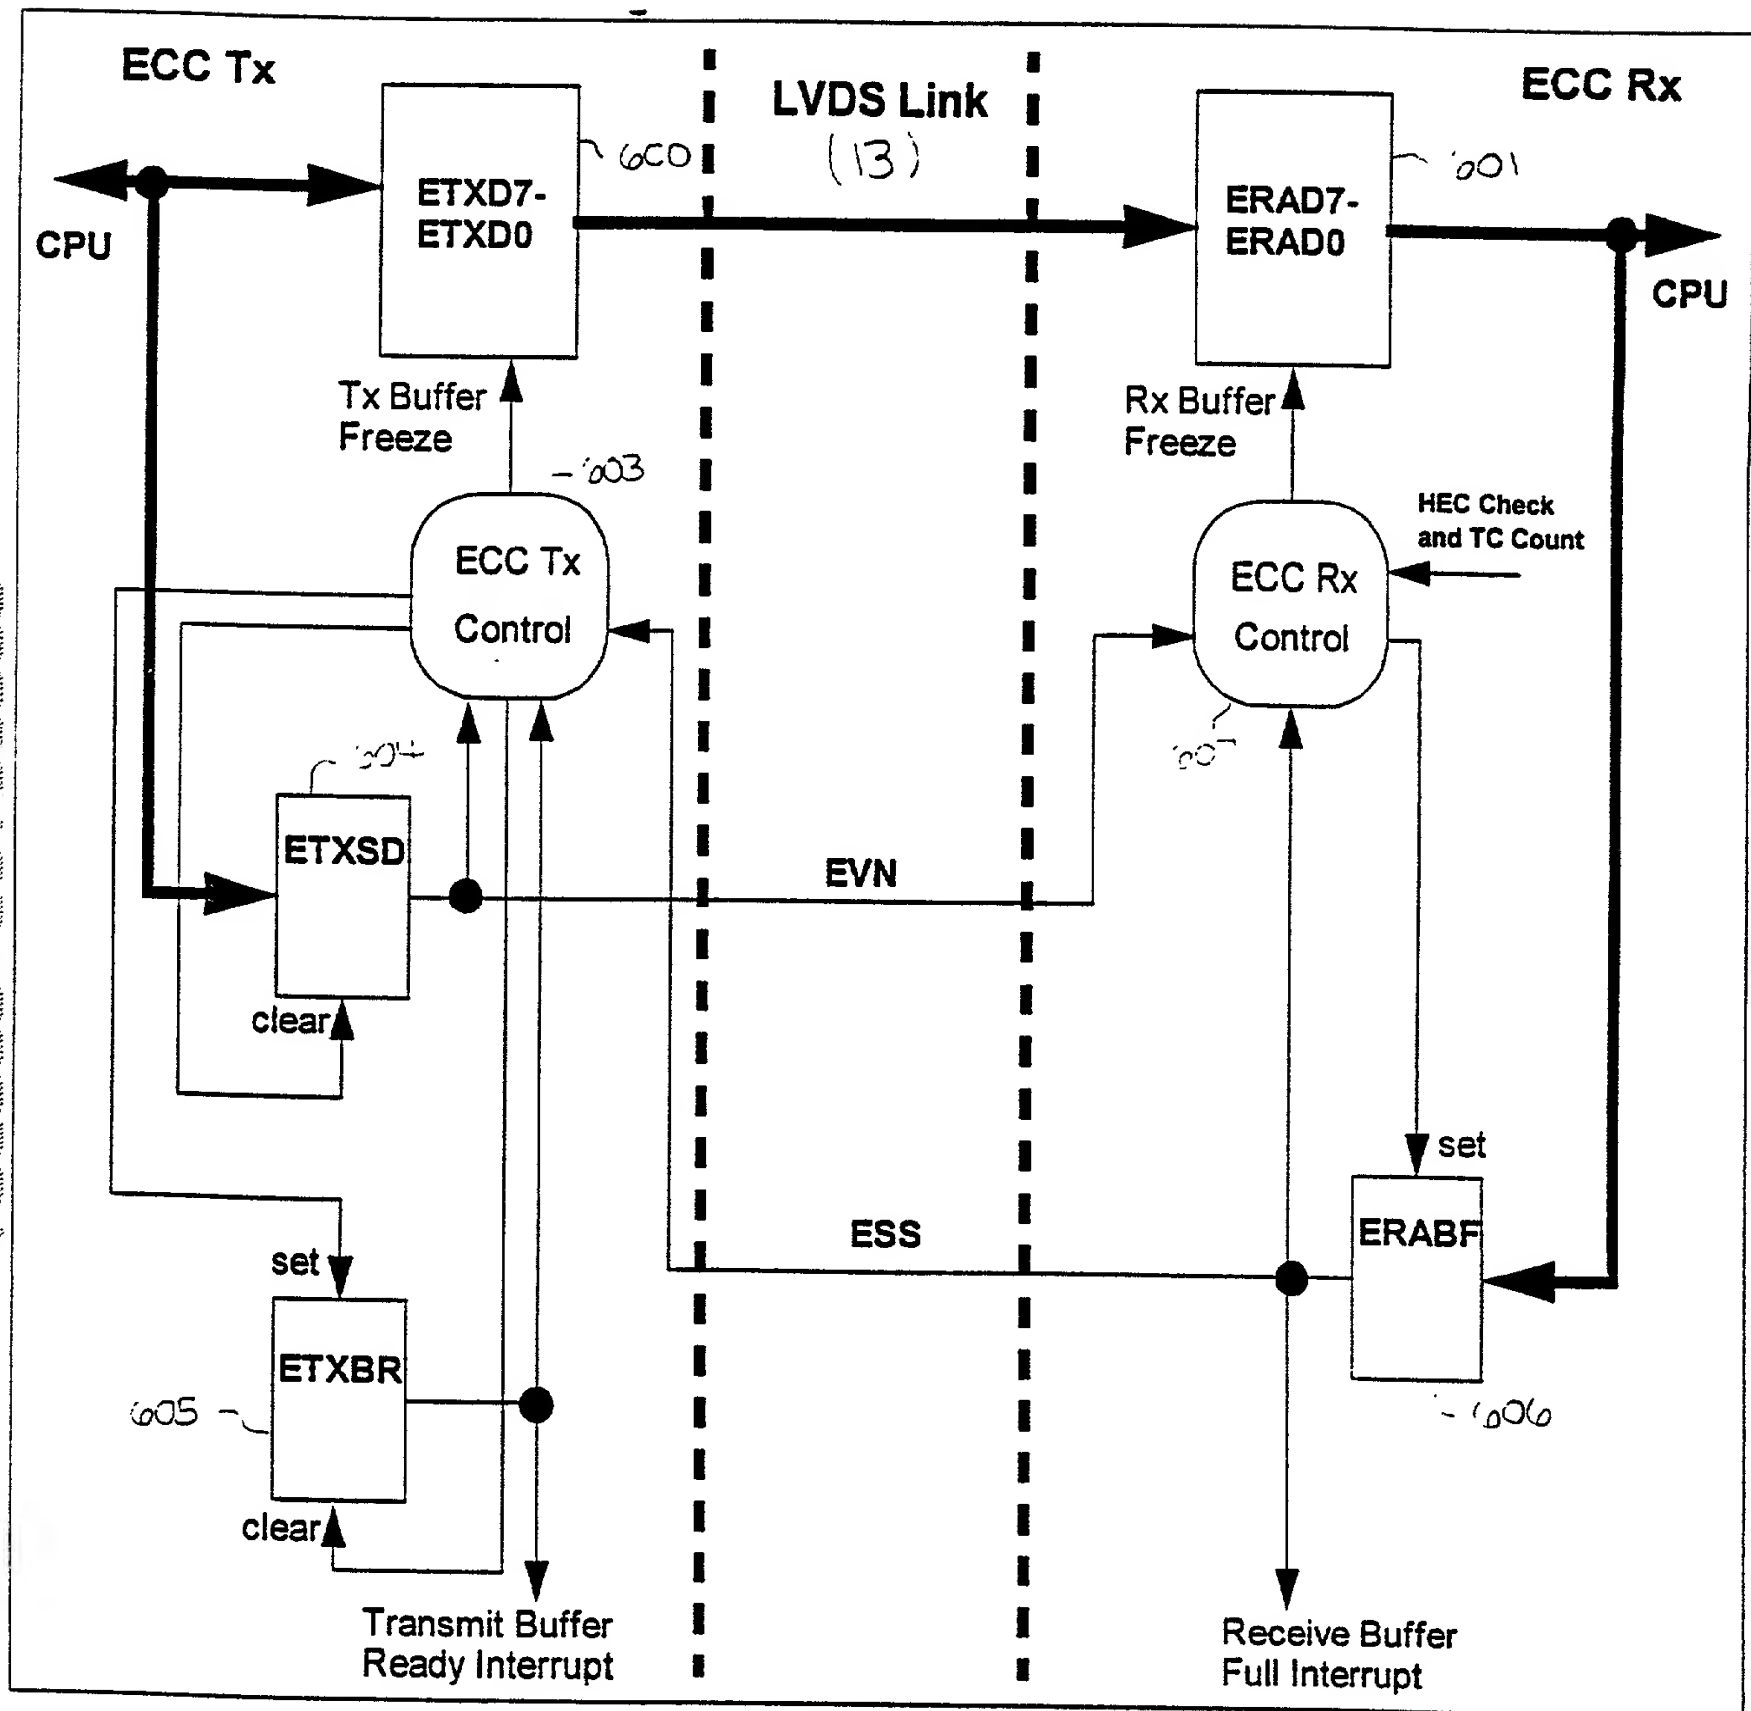 ECC Tx
LVDS Link
(13)
ECC Rx
600
601
ETXD7-
ETXD0
ERAD7-
ERAD0
CPU
CPU
Tx Buffer
Freeze
Rx Buffer
Freeze
603
HEC Check
and TC Count
ECC Tx
Control
ECC Rx
Control
604
ETXSD
EVN
clear
set
ESS
ERABF
set
ETXBR
605
606
clear
Transmit Buffer
Ready Interrupt
Receive Buffer
Full Interrupt